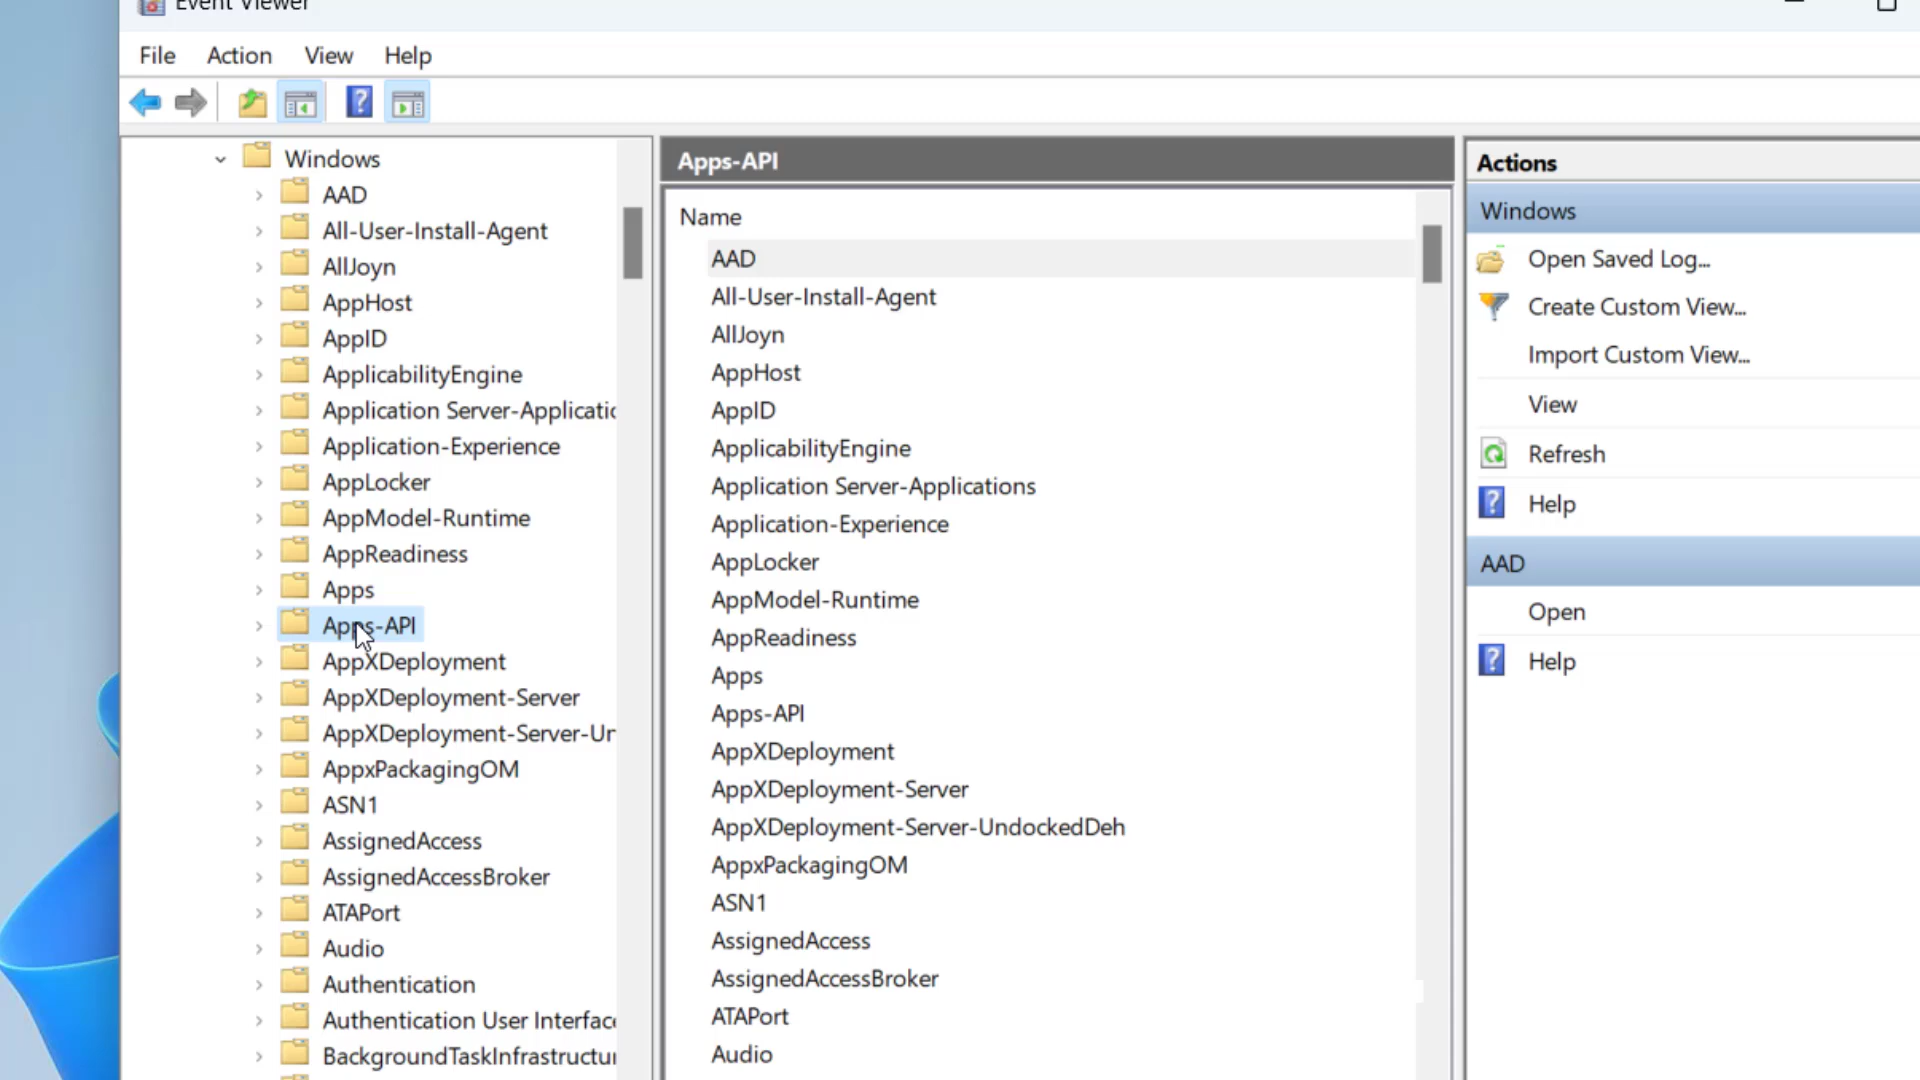 Event Viewer
File Action View Help
Windows
AAD
All-User-Install-Agent
AllJoyn
AppHost
AppID
ApplicabilityEngine
Application Server-Applicatio
Application-Experience
AppLocker
AppModel-Runtime
AppReadiness
Apps
Apps-API
AppXDeployment
AppXDeployment-Server
AppXDeployment-Server-Un
AppxPackagingOM
ASN1
AssignedAccess
AssignedAccessBroker
ATAPort
Audio
Authentication
Authentication User Interface
BackgroundTaskInfrastructur
Apps-API
Name
AAD
All-User-Install-Agent
AllJoyn
AppHost
AppID
ApplicabilityEngine
Application Server-Applications
Application-Experience
AppLocker
AppModel-Runtime
AppReadiness
Apps
Apps-API
AppXDeployment
AppXDeployment-Server
AppXDeployment-Server-UndockedDeh
AppxPackagingOM
ASN1
AssignedAccess
AssignedAccessBroker
ATAPort
Audio
Actions
Windows
Open Saved Log...
Create Custom View...
Import Custom View...
View
Refresh
Help
AAD
Open
Help